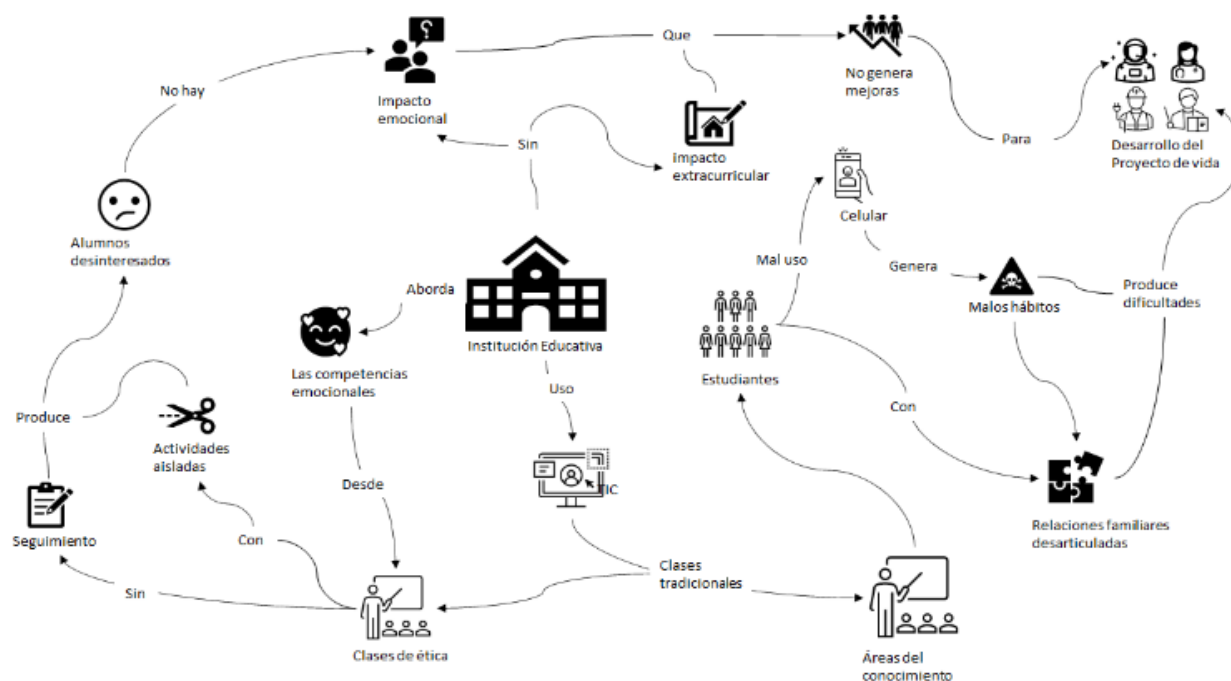 Que
No genera
mejoras
No hay
Impacto
emocional
Sin
impacto
extracurricular
Para
Desarrollo del
Proyecto de vida
Celular
Alumnos
desinteresados
Mal uso
Genera
Aborda
Malos hábitos
Produce
dificultades
Institución Educativa
Las competencias
emocionales
Estudiantes
Uso
Produce
Con
Actividades
aisladas
Desde
TIC
Seguimiento
Con
Relaciones familiares
desarticuladas
Clases
tradicionales
Sin
Clases de ética
Áreas del
conocimiento